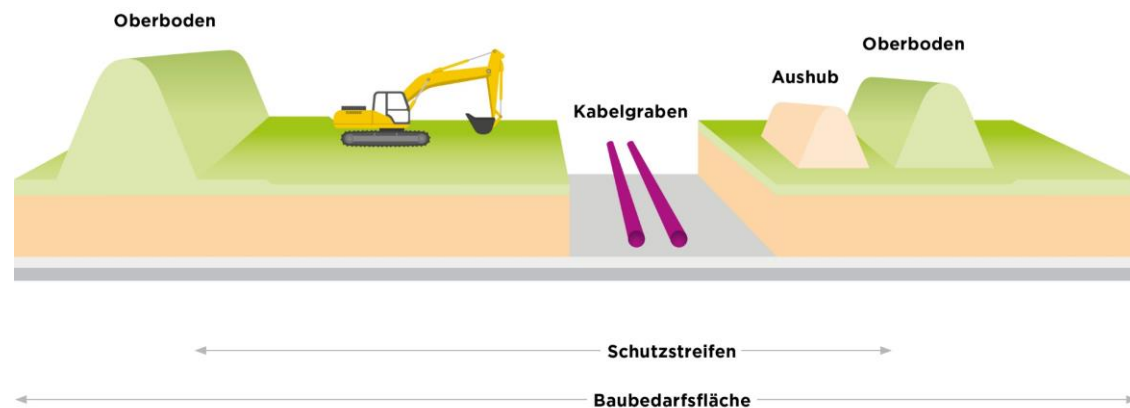 Oberboden
Oberboden
Aushub
Kabelgraben
Schutzstreifen
Baubedarfsfläche